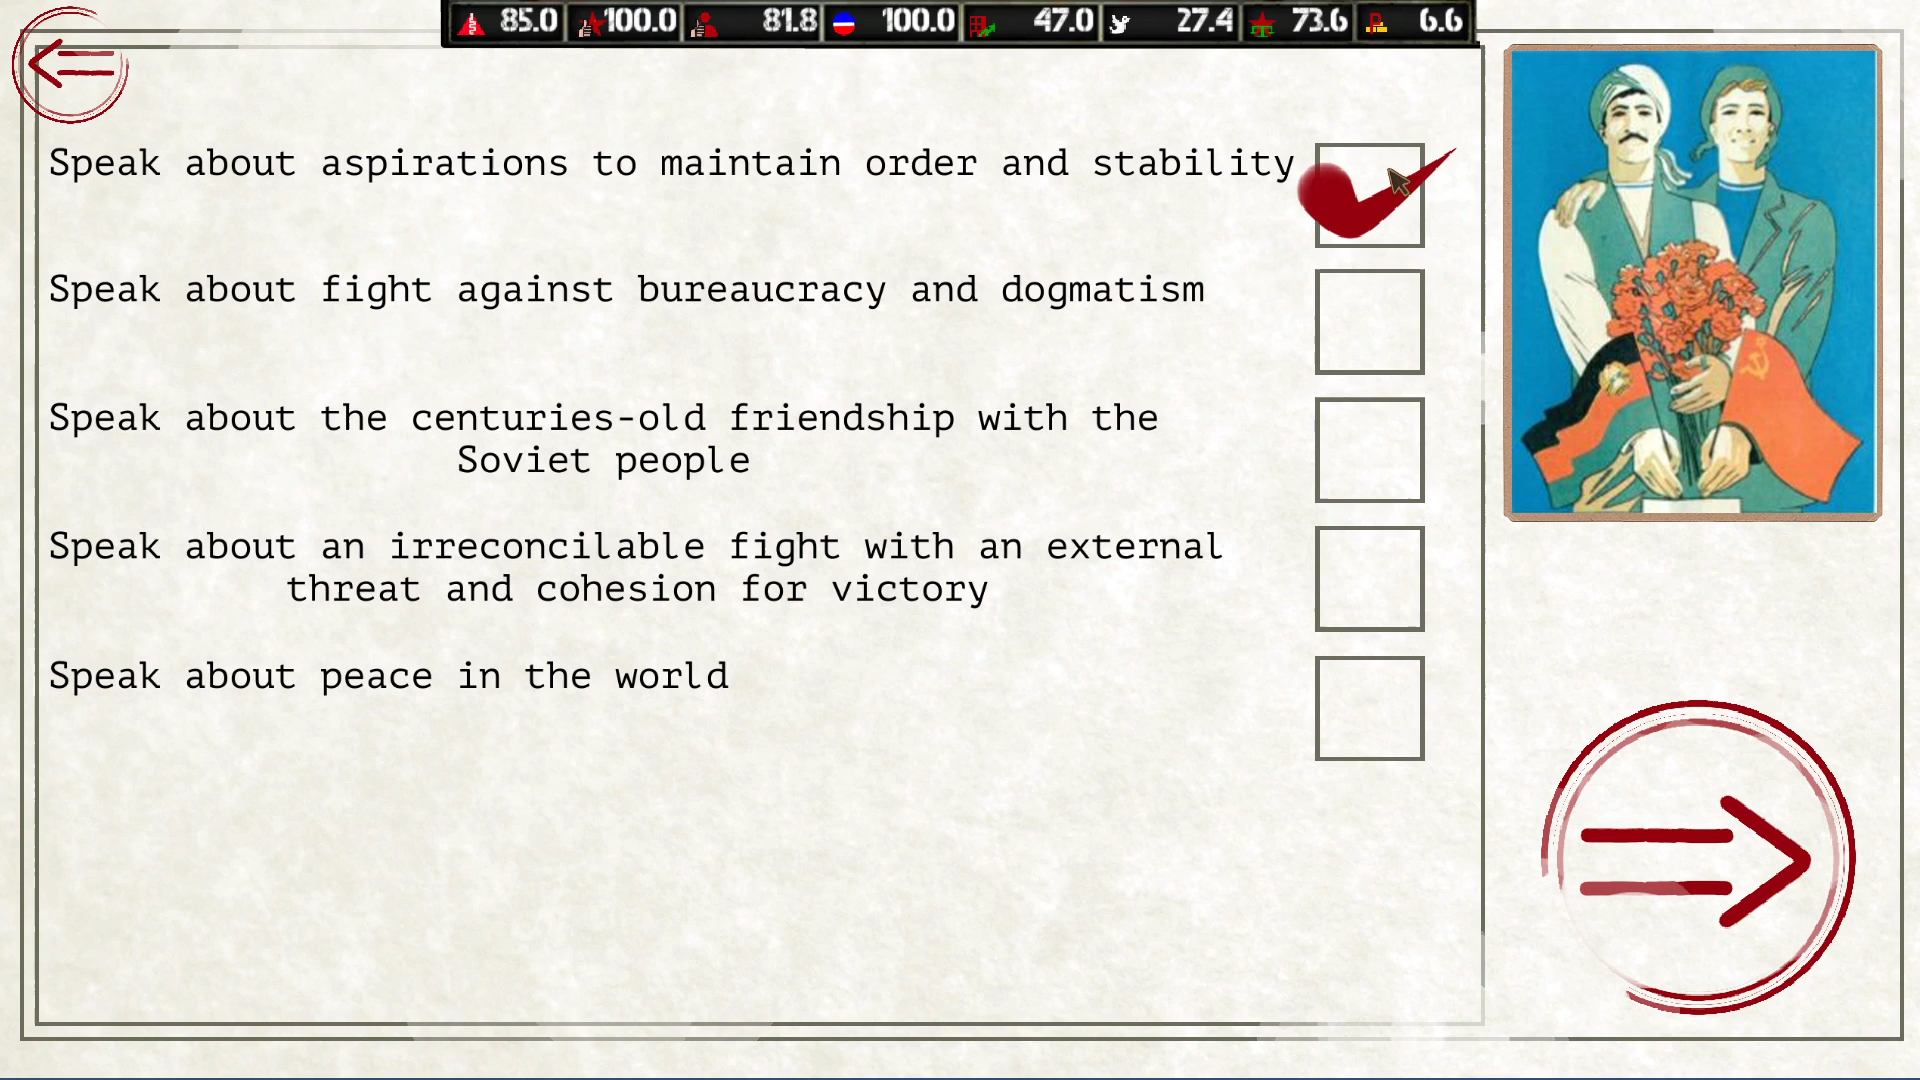 85.0 100.0 81.8 100.0 47.0 27.4 73.6 6.6
Speak about aspirations to maintain order and stability
Speak about fight against bureaucracy and dogmatism
Speak about the centuries-old friendship with the
Soviet people
Speak about an irreconcilable fight with an external
threat and cohesion for victory
Speak about peace in the world